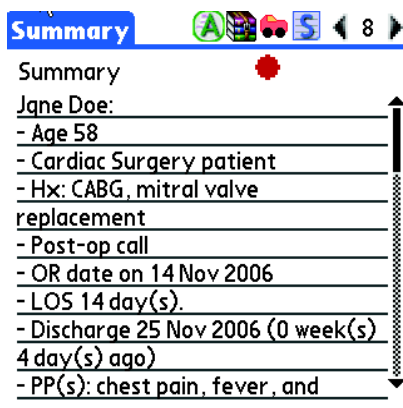 Summary
A
S
8
Summary
Jane Doe:
- Age 58
- Cardiac Surgery patient
- Hx: CABG, mitral valve
replacement
- Post-op call
- OR date on 14 Nov 2006
- LOS 14 day(s).
- Discharge 25 Nov 2006 (0 week(s)
4 day(s) ago)
- PP(s): chest pain, fever, and